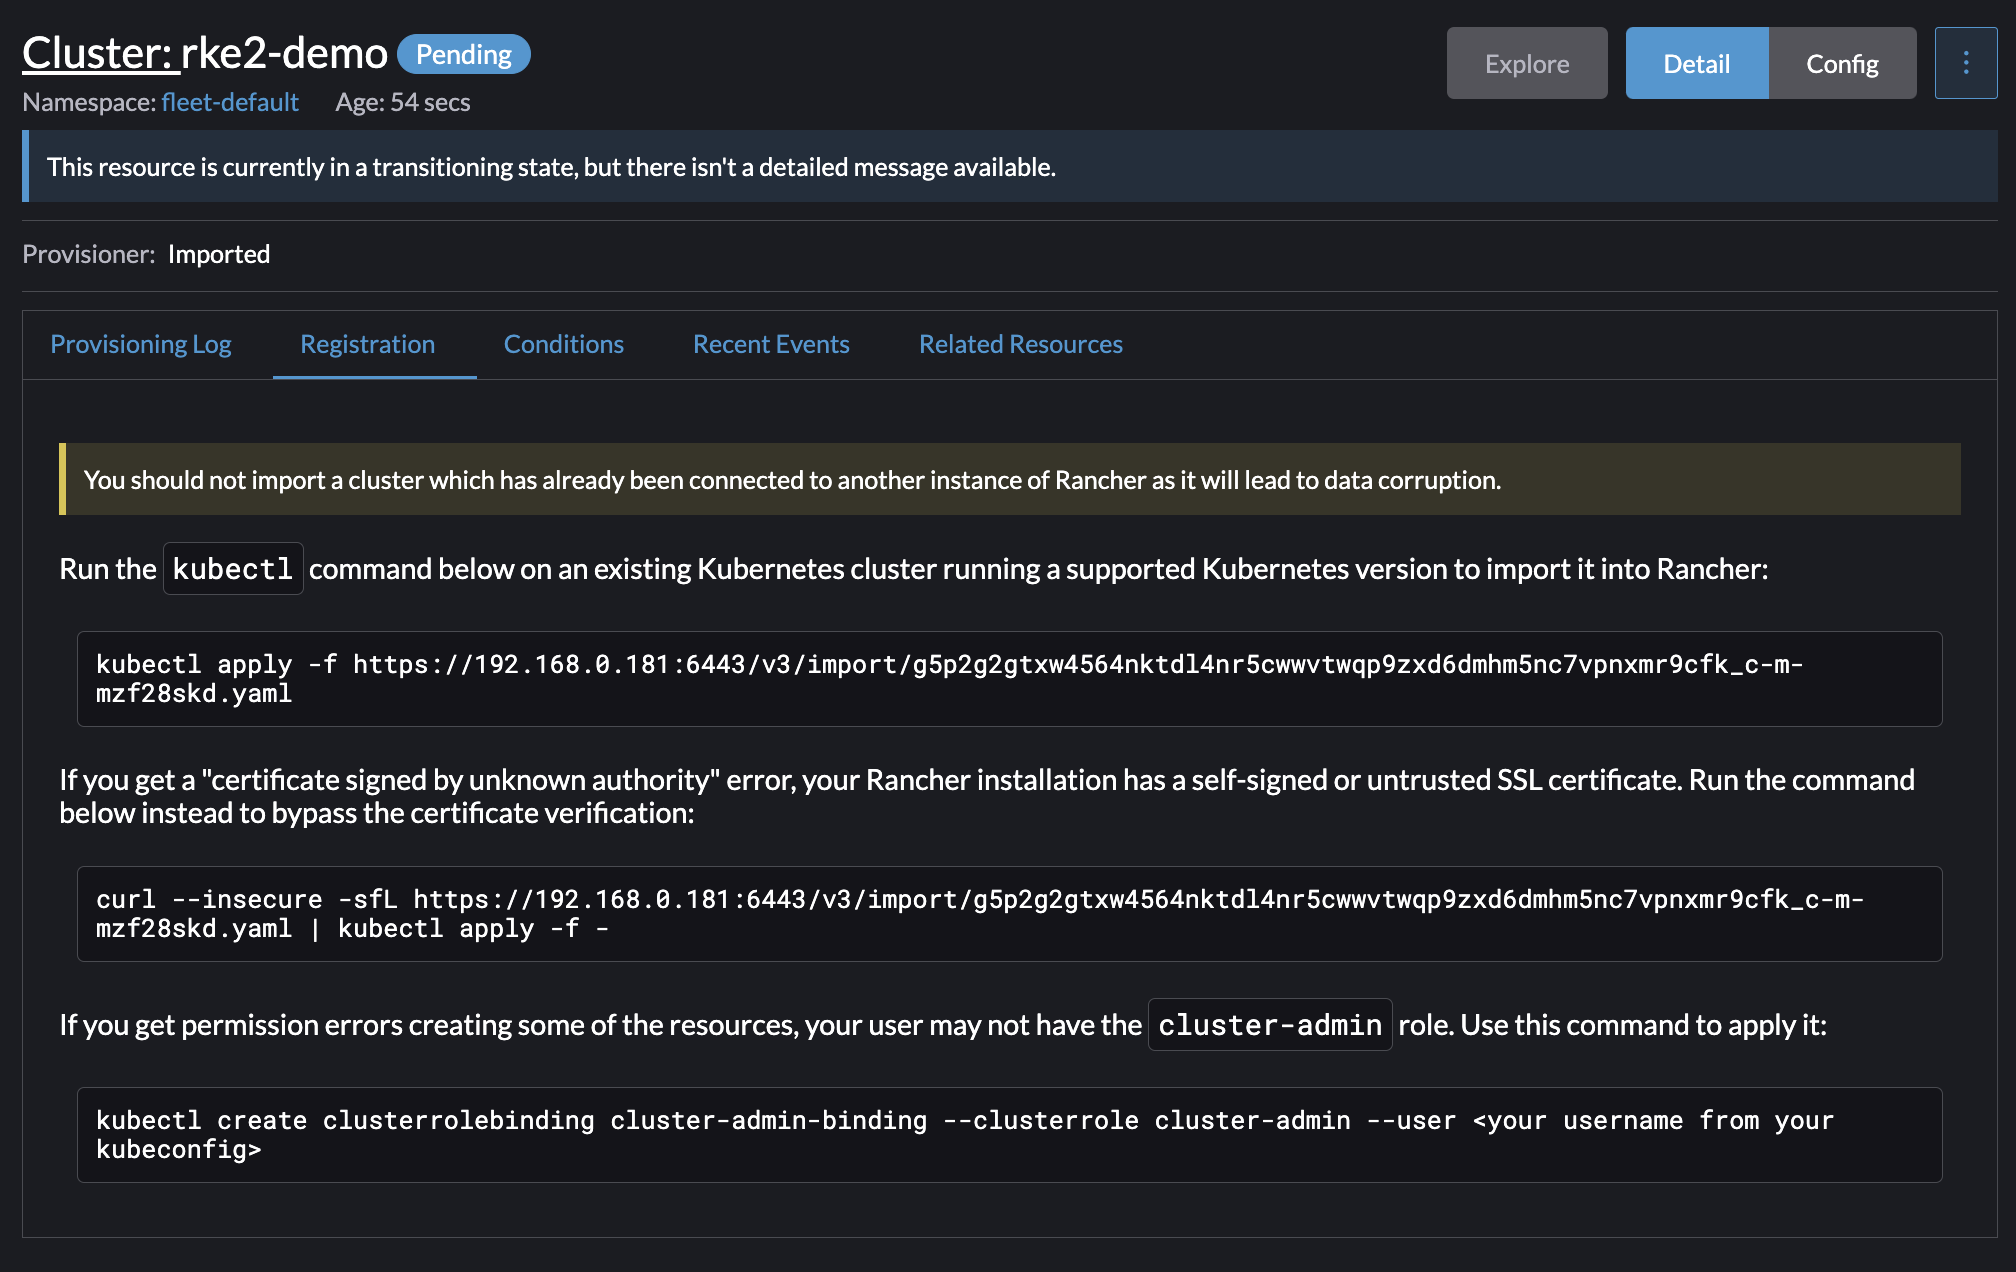 Cluster: rke2-demo Pending
Explore Detail Config
Namespace: fleet-default Age: 54 secs
This resource is currently in a transitioning state, but there isn't a detailed message available.
Provisioner: Imported
Provisioning Log Registration Conditions Recent Events Related Resources
You should not import a cluster which has already been connected to another instance of Rancher as it will lead to data corruption.
Run the kubectl command below on an existing Kubernetes cluster running a supported Kubernetes version to import it into Rancher:
kubectl apply -f https://192.168.0.181:6443/v3/import/g5p2g2gtxw4564nktdl4nr5cwwvtwqp9zxd6dmhm5nc7vpnxmr9cfk_c-m-
mzf28skd.yaml
If you get a "certificate signed by unknown authority" error, your Rancher installation has a self-signed or untrusted SSL certificate. Run the command
below instead to bypass the certificate verification:
curl --insecure -sfL https://192.168.0.181:6443/v3/import/g5p2g2gtxw4564nktdl4nr5cwwvtwqp9zxd6dmhm5nc7vpnxmr9cfk_c-m-
mzf28skd.yaml | kubectl apply -f -
If you get permission errors creating some of the resources, your user may not have the cluster-admin role. Use this command to apply it:
kubectl create clusterrolebinding cluster-admin-binding --clusterrole cluster-admin --user <your username from your
kubeconfig>